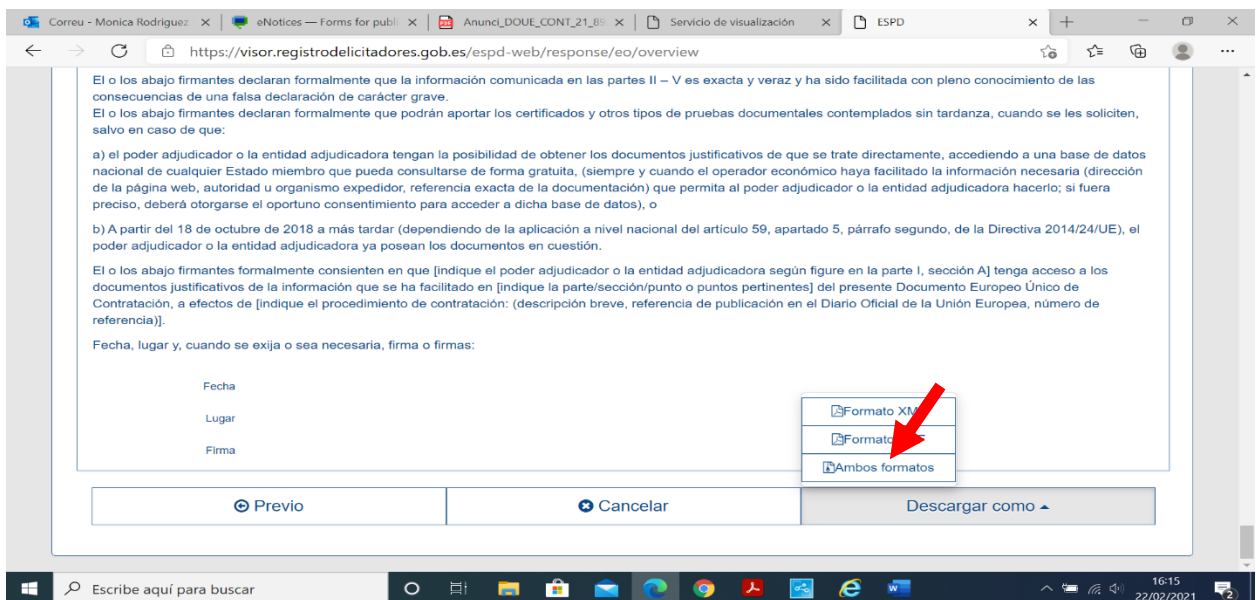 Correu - Monica Rodriguez
eNotices — Forms for publi
Anunci_DOUE_CONT_21_89
Servicio de visualización
ESPD
https://visor.registrodelicitadores.gob.es/espd-web/response/eo/overview
El o los abajo firmantes declaran formalmente que la información comunicada en las partes II – V es exacta y veraz y ha sido facilitada con pleno conocimiento de las
consecuencias de una falsa declaración de carácter grave.
El o los abajo firmantes declaran formalmente que podrán aportar los certificados y otros tipos de pruebas documentales contemplados sin tardanza, cuando se les soliciten,
salvo en caso de que:
a) el poder adjudicador o la entidad adjudicadora tengan la posibilidad de obtener los documentos justificativos de que se trate directamente, accediendo a una base de datos
nacional de cualquier Estado miembro que pueda consultarse de forma gratuita, (siempre y cuando el operador económico haya facilitado la información necesaria (dirección
de la página web, autoridad u organismo expedidor, referencia exacta de la documentación) que permita al poder adjudicador o la entidad adjudicadora hacerlo; si fuera
preciso, deberá otorgarse el oportuno consentimiento para acceder a dicha base de datos), o
b) A partir del 18 de octubre de 2018 a más tardar (dependiendo de la aplicación a nivel nacional del artículo 59, apartado 5, párrafo segundo, de la Directiva 2014/24/UE), el
poder adjudicador o la entidad adjudicadora ya posean los documentos en cuestión.
El o los abajo firmantes formalmente consienten en que [indique el poder adjudicador o la entidad adjudicadora según figure en la parte I, sección A] tenga acceso a los
documentos justificativos de la información que se ha facilitado en [indique la parte/sección/punto o puntos pertinentes] del presente Documento Europeo Único de
Contratación, a efectos de [indique el procedimiento de contratación: (descripción breve, referencia de publicación en el Diario Oficial de la Unión Europea, número de
referencia)].
Fecha, lugar y, cuando se exija o sea necesaria, firma o firmas:
Fecha
Lugar
Firma
Formato
Formato
Ambos formatos
Previo
Cancelar
Descargar como
Escribe aquí para buscar
16:15
22/02/2021
2